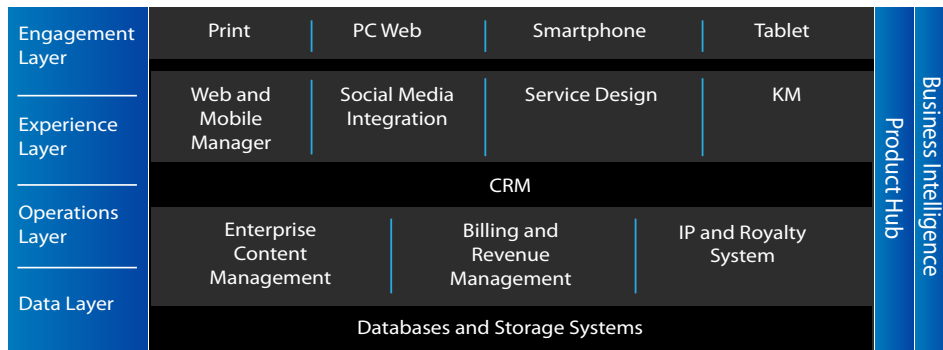 Engagement
Layer
Print
PC Web
Smartphone
Tablet
Experience
Layer
Web and
Mobile
Manager
Social Media
Integration
Service Design
KM
CRM
Operations
Layer
Enterprise
Content
Management
Billing and
Revenue
Management
IP and Royalty
System
Data Layer
Databases and Storage Systems
Product Hub
Business Intelligence